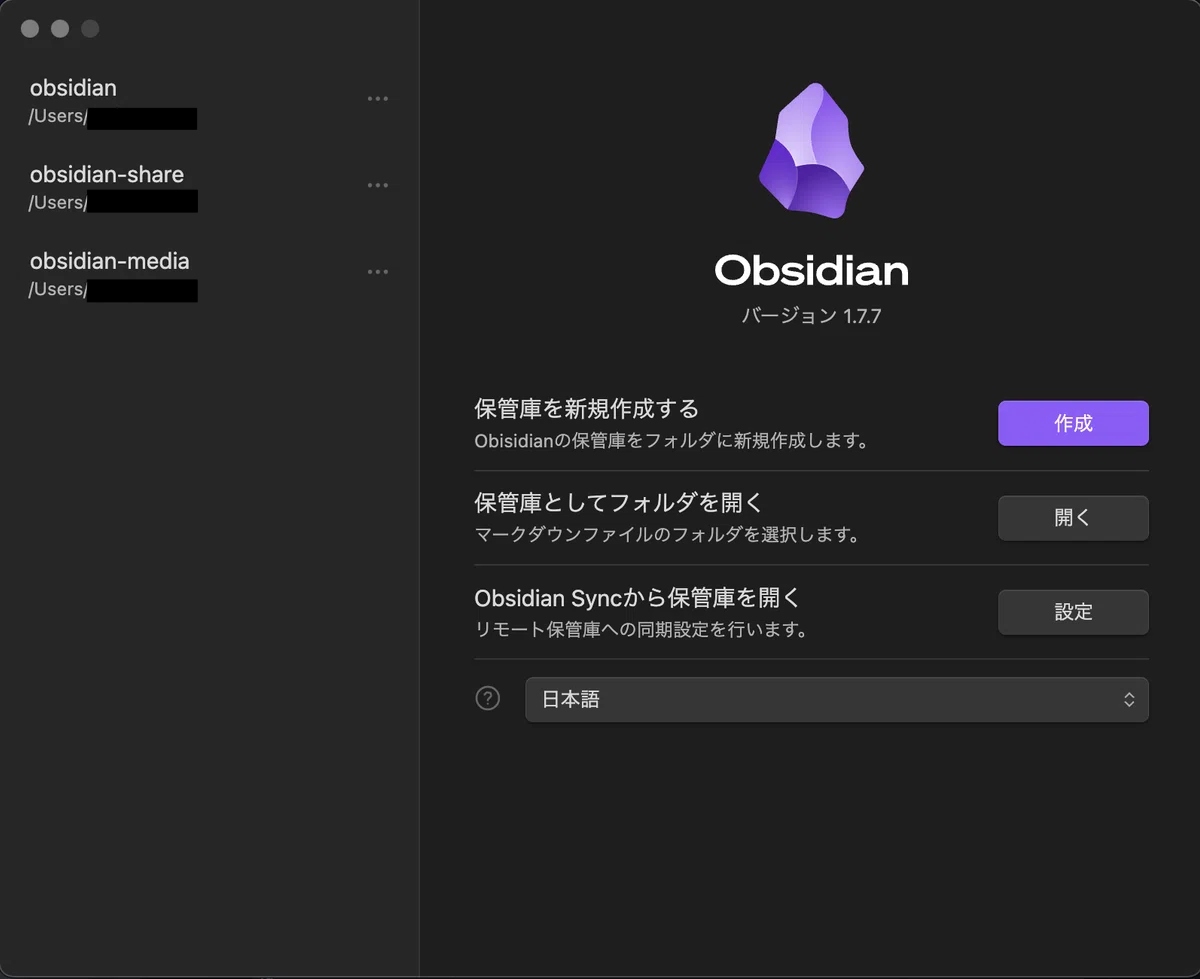 obsidian
/Users/
obsidian-share
/Users/
obsidian-media
/Users/
Obsidian
バージョン 1.7.7
保管庫を新規作成する
Obisidianの保管庫をフォルダに新規作成します。
作成
保管庫としてフォルダを開く
マークダウンファイルのフォルダを選択します。
開く
Obsidian Syncから保管庫を開く
リモート保管庫への同期設定を行います。
設定
?
日本語